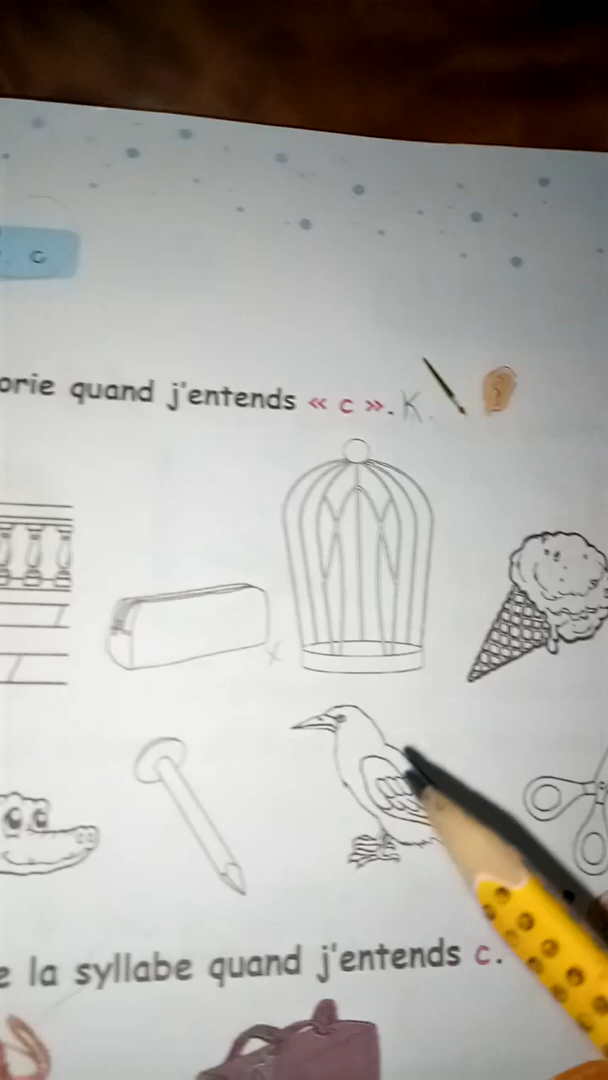 c
orie quand j'entends « c ». K
e la syllabe quand j'entends c.